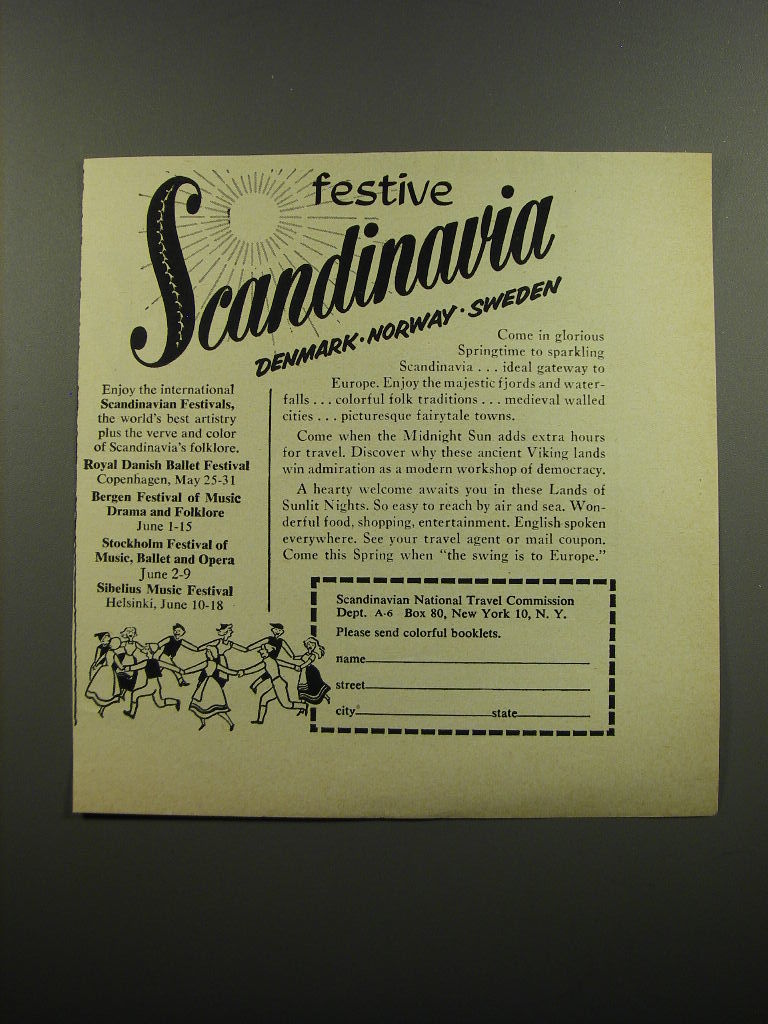 festive
Scandinavia
DENMARK · NORWAY · SWEDEN
Enjoy the international
Scandinavian Festivals,
the world's best artistry
plus the verve and color
of Scandinavia's folklore.
Royal Danish Ballet Festival
Copenhagen, May 25-31
Bergen Festival of Music
Drama and Folklore
June 1-15
Stockholm Festival of
Music, Ballet and Opera
June 2-9
Sibelius Music Festival
Helsinki, June 10-18
Come in glorious
Springtime to sparkling
Scandinavia . . . ideal gateway to
Europe. Enjoy the majestic fjords and water-
falls . . . colorful folk traditions . . . medieval walled
cities . . . picturesque fairytale towns.
Come when the Midnight Sun adds extra hours
for travel. Discover why these ancient Viking lands
win admiration as a modern workshop of democracy.
A hearty welcome awaits you in these Lands of
Sunlit Nights. So easy to reach by air and sea. Won-
derful food, shopping, entertainment. English spoken
everywhere. See your travel agent or mail coupon.
Come this Spring when "the swing is to Europe."
Scandinavian National Travel Commission
Dept. A-6 Box 80, New York 10, N. Y.
Please send colorful booklets.
name
street
city state